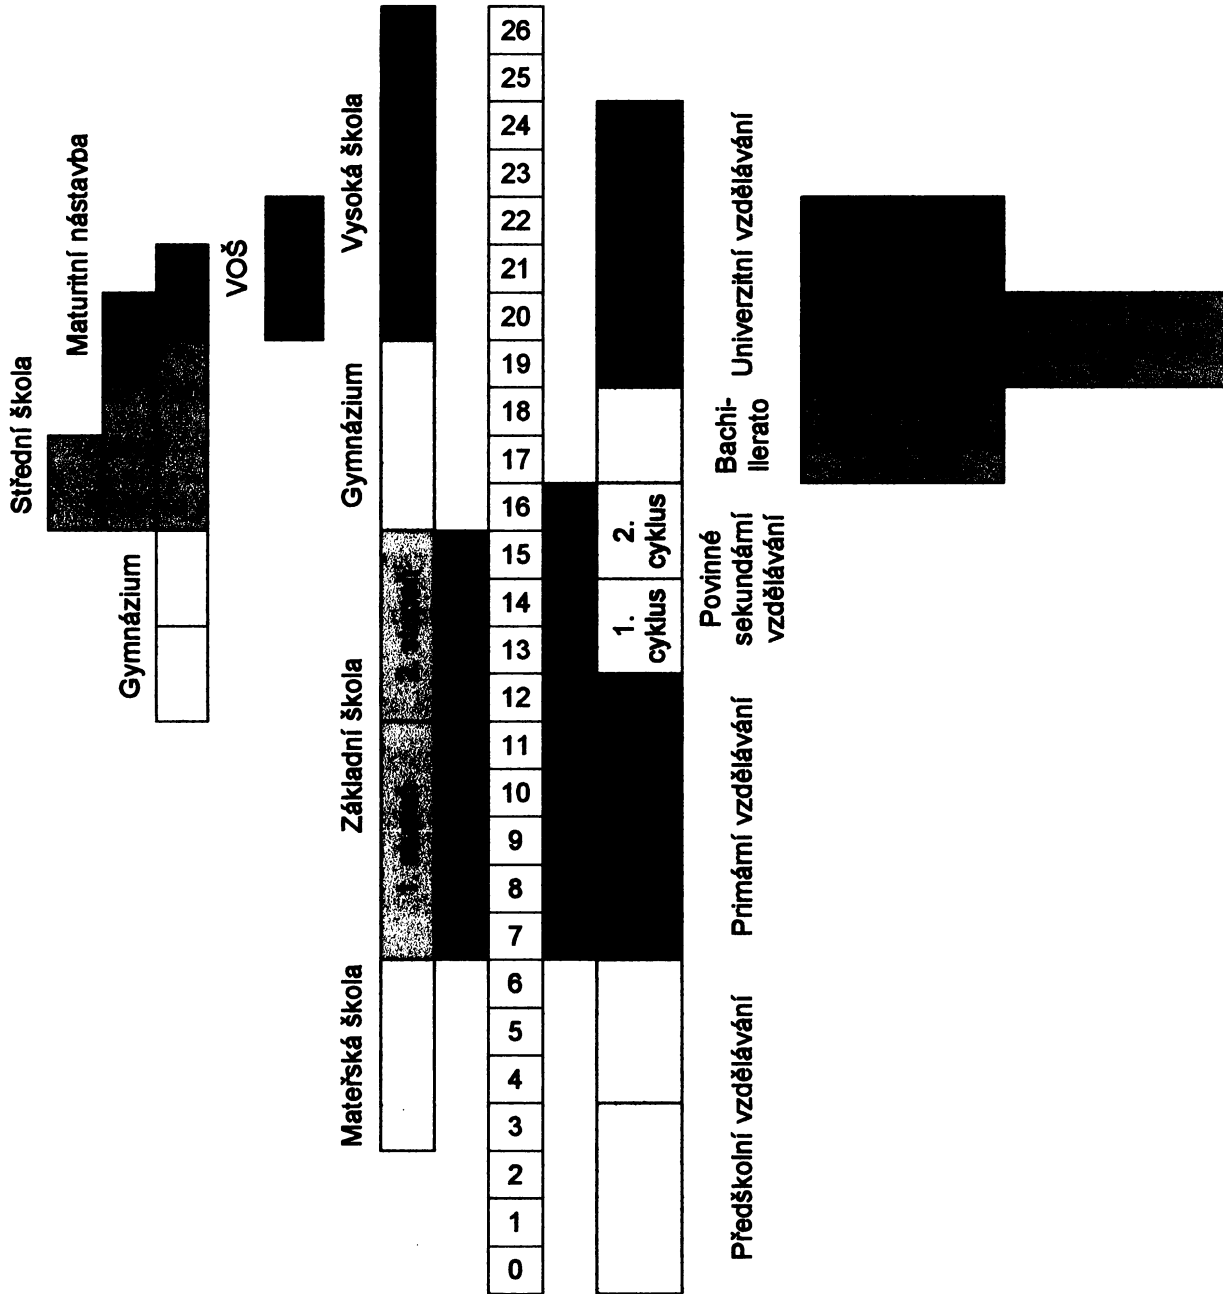 Střední škola
Maturitní nástavba
Gymnázium
VOŠ
Mateřská škola
Základní škola
Gymnázium
Vysoká škola
1.
2.
0 1 2 3 4 5 6 7 8 9 10 11 12 13 14 15 16 17 18 19 20 21 22 23 24 25 26
1.
cyklus
2.
cyklus
Předškolní vzdělávání
Primární vzdělávání
Povinné
sekundární
vzdělávání
Bachi-
llerato
Univerzitní vzdělávání